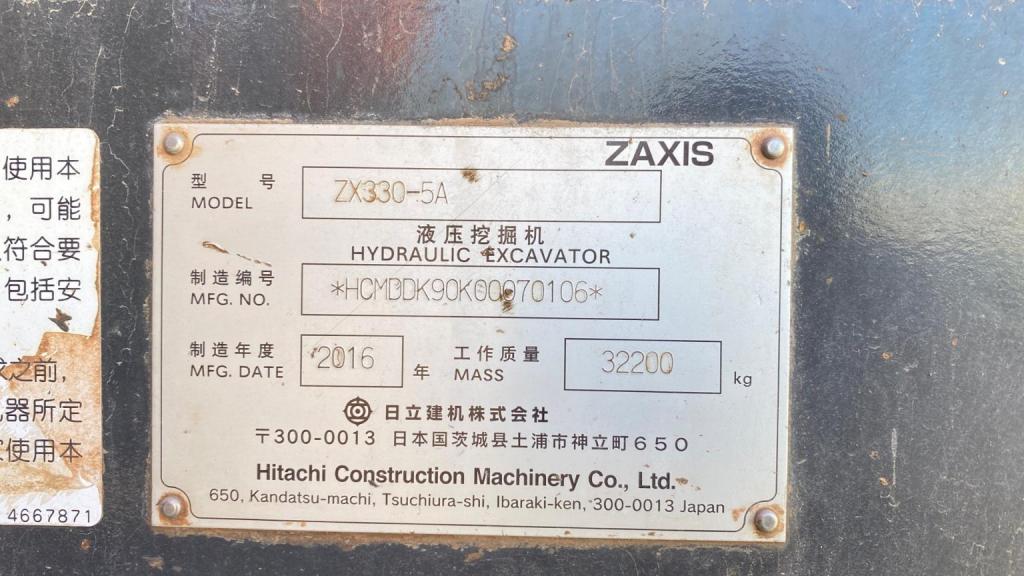 使用本
，可能
符合要
包括安
之前，
器所定
使用本
4667871
ZAXIS
型 号 ZX330-5A
MODEL
液压挖掘机
HYDRAULIC EXCAVATOR
制造编号 *HCMDDK90K00070106*
MFG. NO.
制造年度 2016 年 工作质量 32200 kg
MFG. DATE MASS
日立建机株式会社
〒300-0013 日本国茨城县土浦市神立町650
Hitachi Construction Machinery Co., Ltd.
650, Kandatsu-machi, Tsuchiura-shi, Ibaraki-ken, 300-0013 Japan